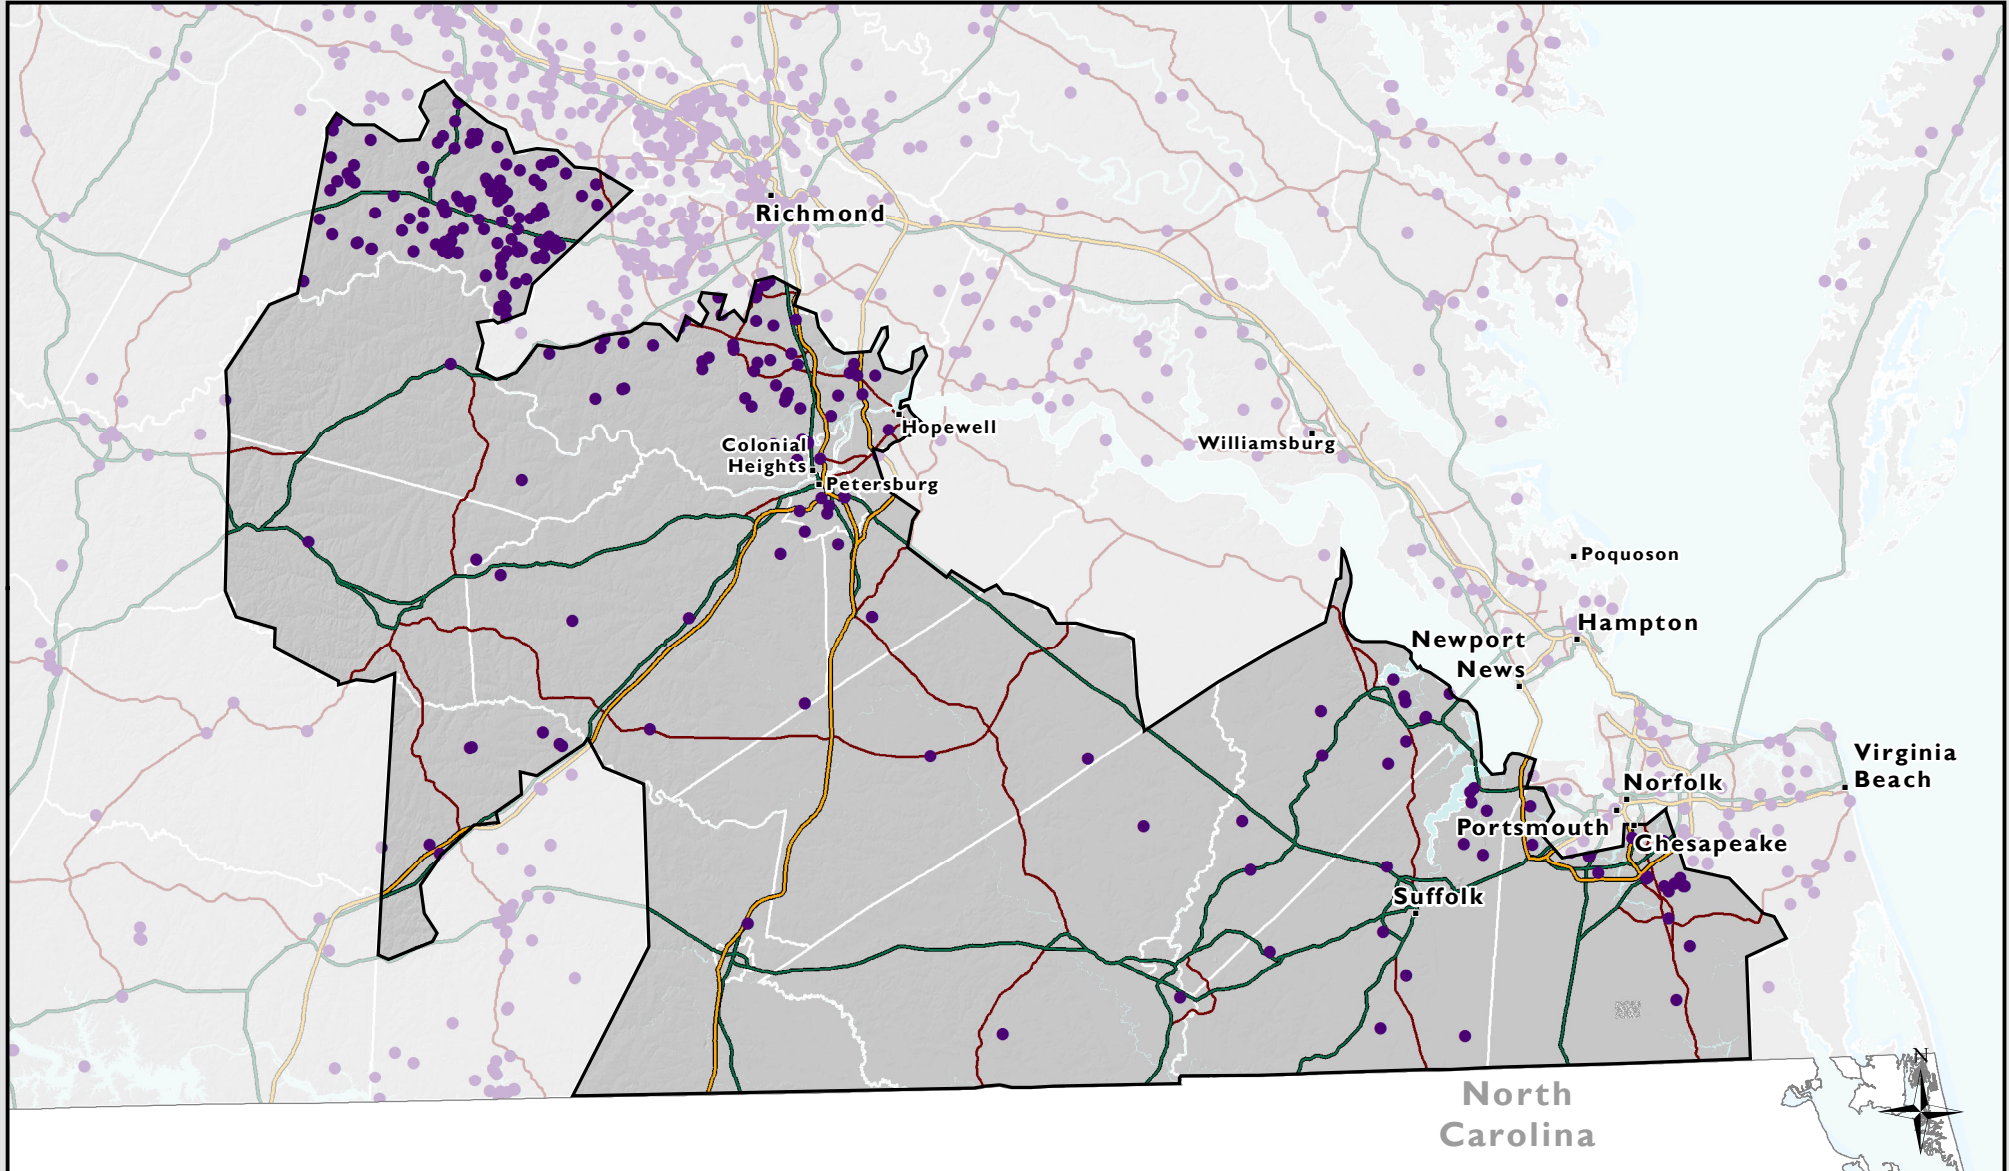 Richmond
Hopewell
Colonial
Heights
Williamsburg
Petersburg
Poquoson
Hampton
Newport
News
Virginia
Beach
Norfolk
Portsmouth
Chesapeake
Suffolk
N
North
Carolina